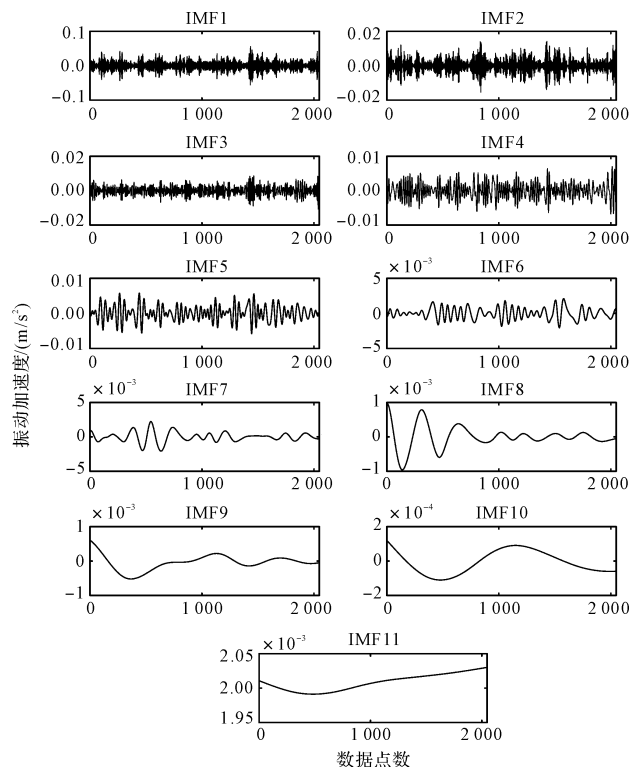 IMF1 IMF2
0.1 0.02
0.0 0.00
−0.1 −0.02
0 1 000 2 000 0 1 000 2 000
IMF3 IMF4
0.02 0.01
0.00 0.00
−0.02 −0.01
0 1 000 2 000 0 1 000 2 000
IMF5 ×10⁻³ IMF6
0.01 5
0.00 0
−0.01 −5
0 1 000 2 000 0 1 000 2 000
×10⁻³ IMF7 ×10⁻³ IMF8
5 1
0 0
−5 −1
0 1 000 2 000 0 1 000 2 000
×10⁻³ IMF9 ×10⁻⁴ IMF10
1 2
0 0
−1 −2
0 1 000 2 000 0 1 000 2 000
×10⁻³ IMF11
2.05
2.00
1.95
0 1 000 2 000
振动加速度/(m/s²)
数据点数